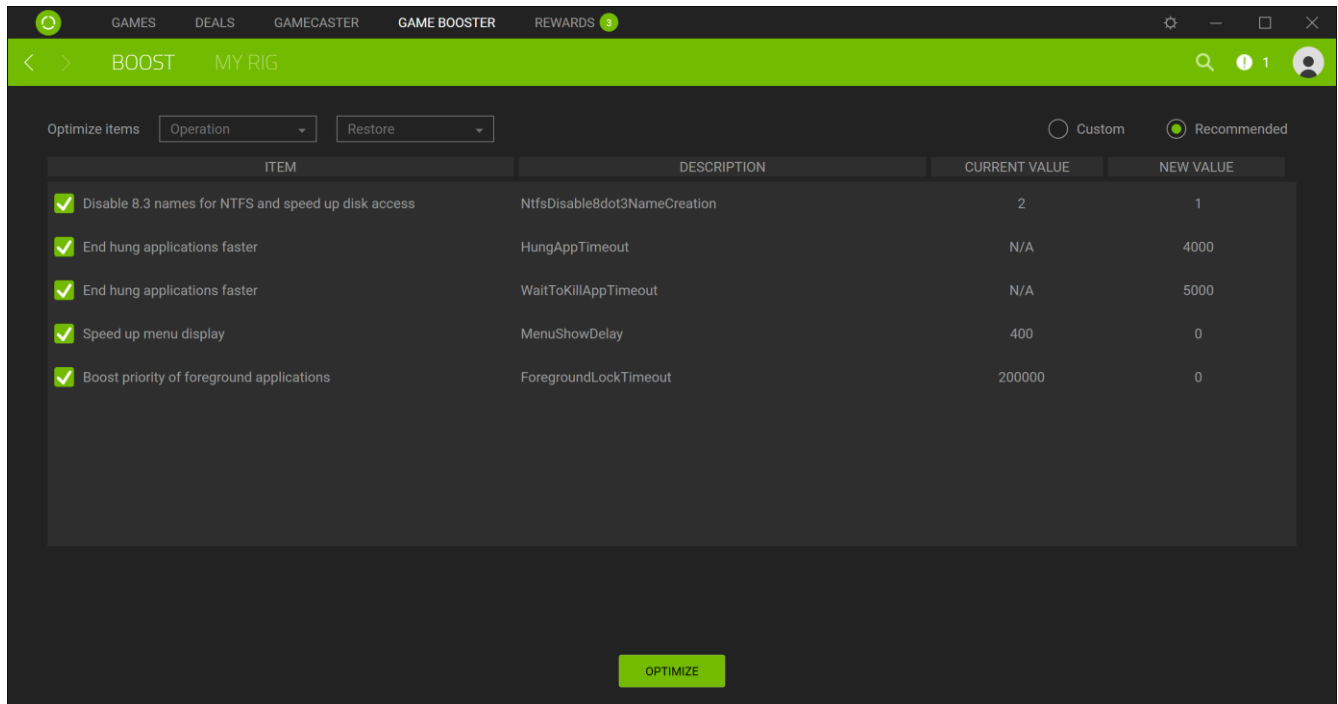 GAMES DEALS GAMECASTER GAME BOOSTER REWARDS 3
BOOST MY RIG 1
Optimize items Operation Restore Custom Recommended
ITEM DESCRIPTION CURRENT VALUE NEW VALUE
Disable 8.3 names for NTFS and speed up disk access NtfsDisable8dot3NameCreation 2 1
End hung applications faster HungAppTimeout N/A 4000
End hung applications faster WaitToKillAppTimeout N/A 5000
Speed up menu display MenuShowDelay 400 0
Boost priority of foreground applications ForegroundLockTimeout 200000 0
OPTIMIZE